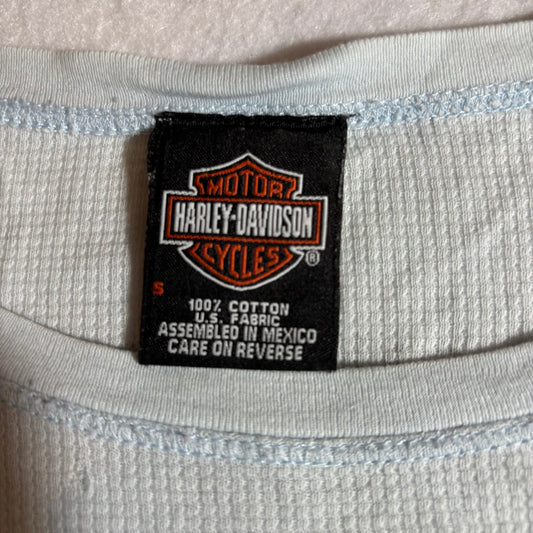 MOTOR
HARLEY-DAVIDSON
CYCLES
®
S
100% COTTON
U.S. FABRIC
ASSEMBLED IN MEXICO
CARE ON REVERSE